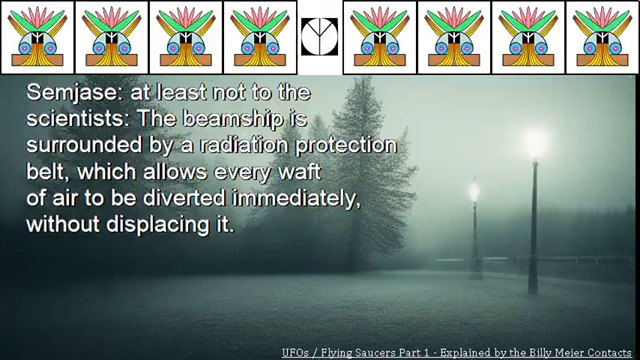 Semjase: at least not to the
scientists: The beamship is
surrounded by a radiation protection
belt, which allows every waft
of air to be diverted immediately,
without displacing it.
UFOs / Flying Saucers Part 1 - Explained by the Billy Meier Contacts